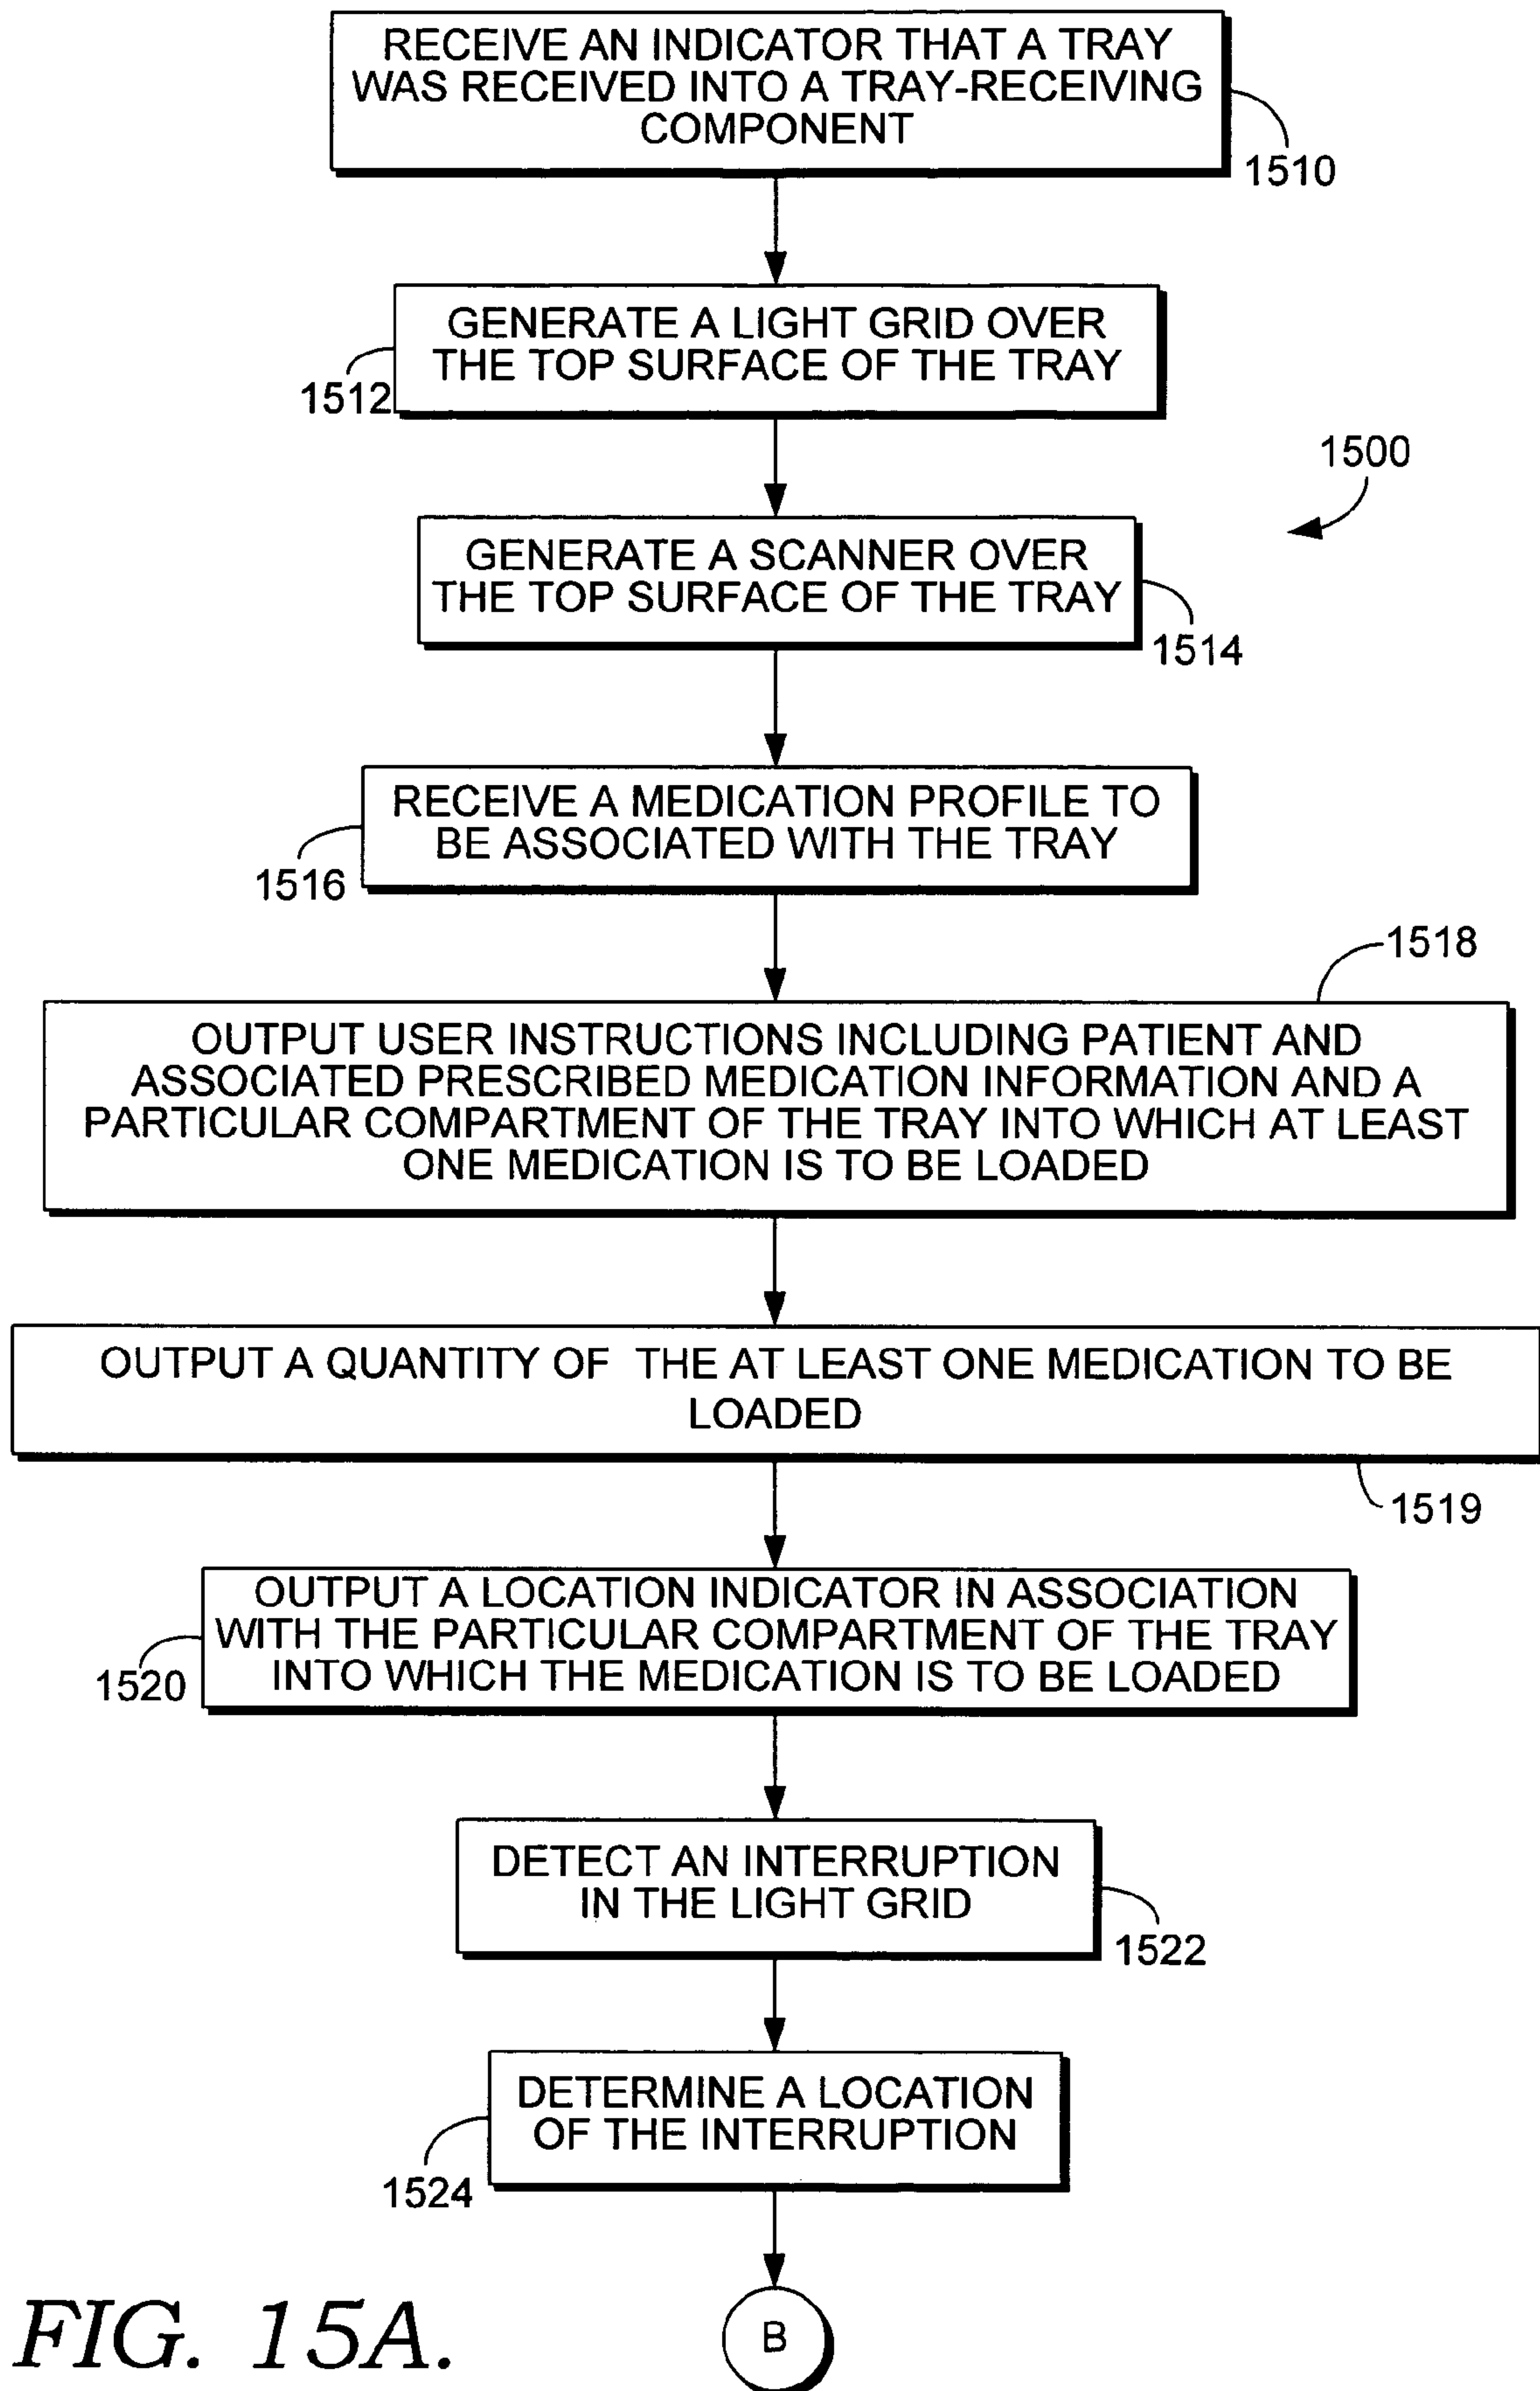 RECEIVE AN INDICATOR THAT A TRAY
WAS RECEIVED INTO A TRAY-RECEIVING
COMPONENT
1510
GENERATE A LIGHT GRID OVER
THE TOP SURFACE OF THE TRAY
1512
1500
GENERATE A SCANNER OVER
THE TOP SURFACE OF THE TRAY
1514
RECEIVE A MEDICATION PROFILE TO
BE ASSOCIATED WITH THE TRAY
1516
1518
OUTPUT USER INSTRUCTIONS INCLUDING PATIENT AND
ASSOCIATED PRESCRIBED MEDICATION INFORMATION AND A
PARTICULAR COMPARTMENT OF THE TRAY INTO WHICH AT LEAST
ONE MEDICATION IS TO BE LOADED
OUTPUT A QUANTITY OF THE AT LEAST ONE MEDICATION TO BE
LOADED
1519
OUTPUT A LOCATION INDICATOR IN ASSOCIATION
WITH THE PARTICULAR COMPARTMENT OF THE TRAY
INTO WHICH THE MEDICATION IS TO BE LOADED
1520
DETECT AN INTERRUPTION
IN THE LIGHT GRID
1522
DETERMINE A LOCATION
OF THE INTERRUPTION
1524
B
FIG. 15A.